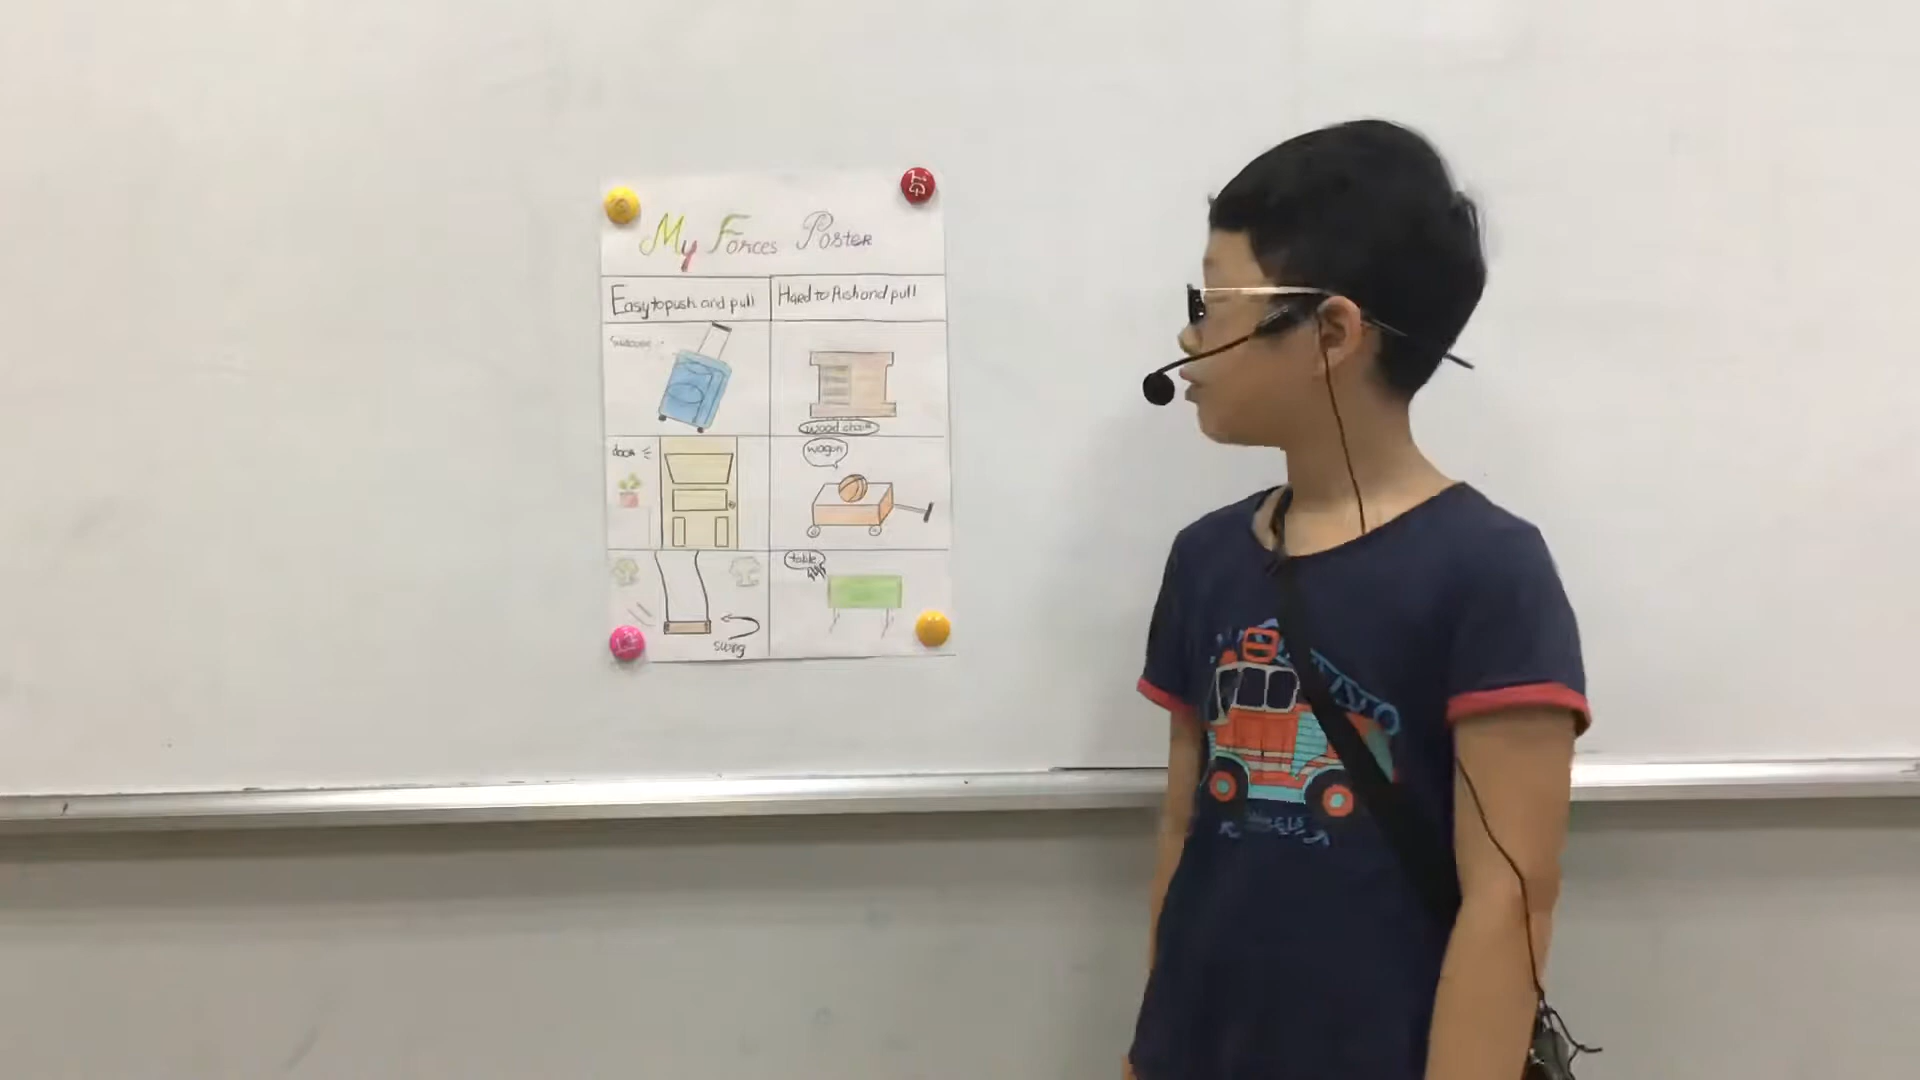 My Forces Poster
Easy to push and pull
Hard to Push and pull
wood chair
door
wagon
table
swing